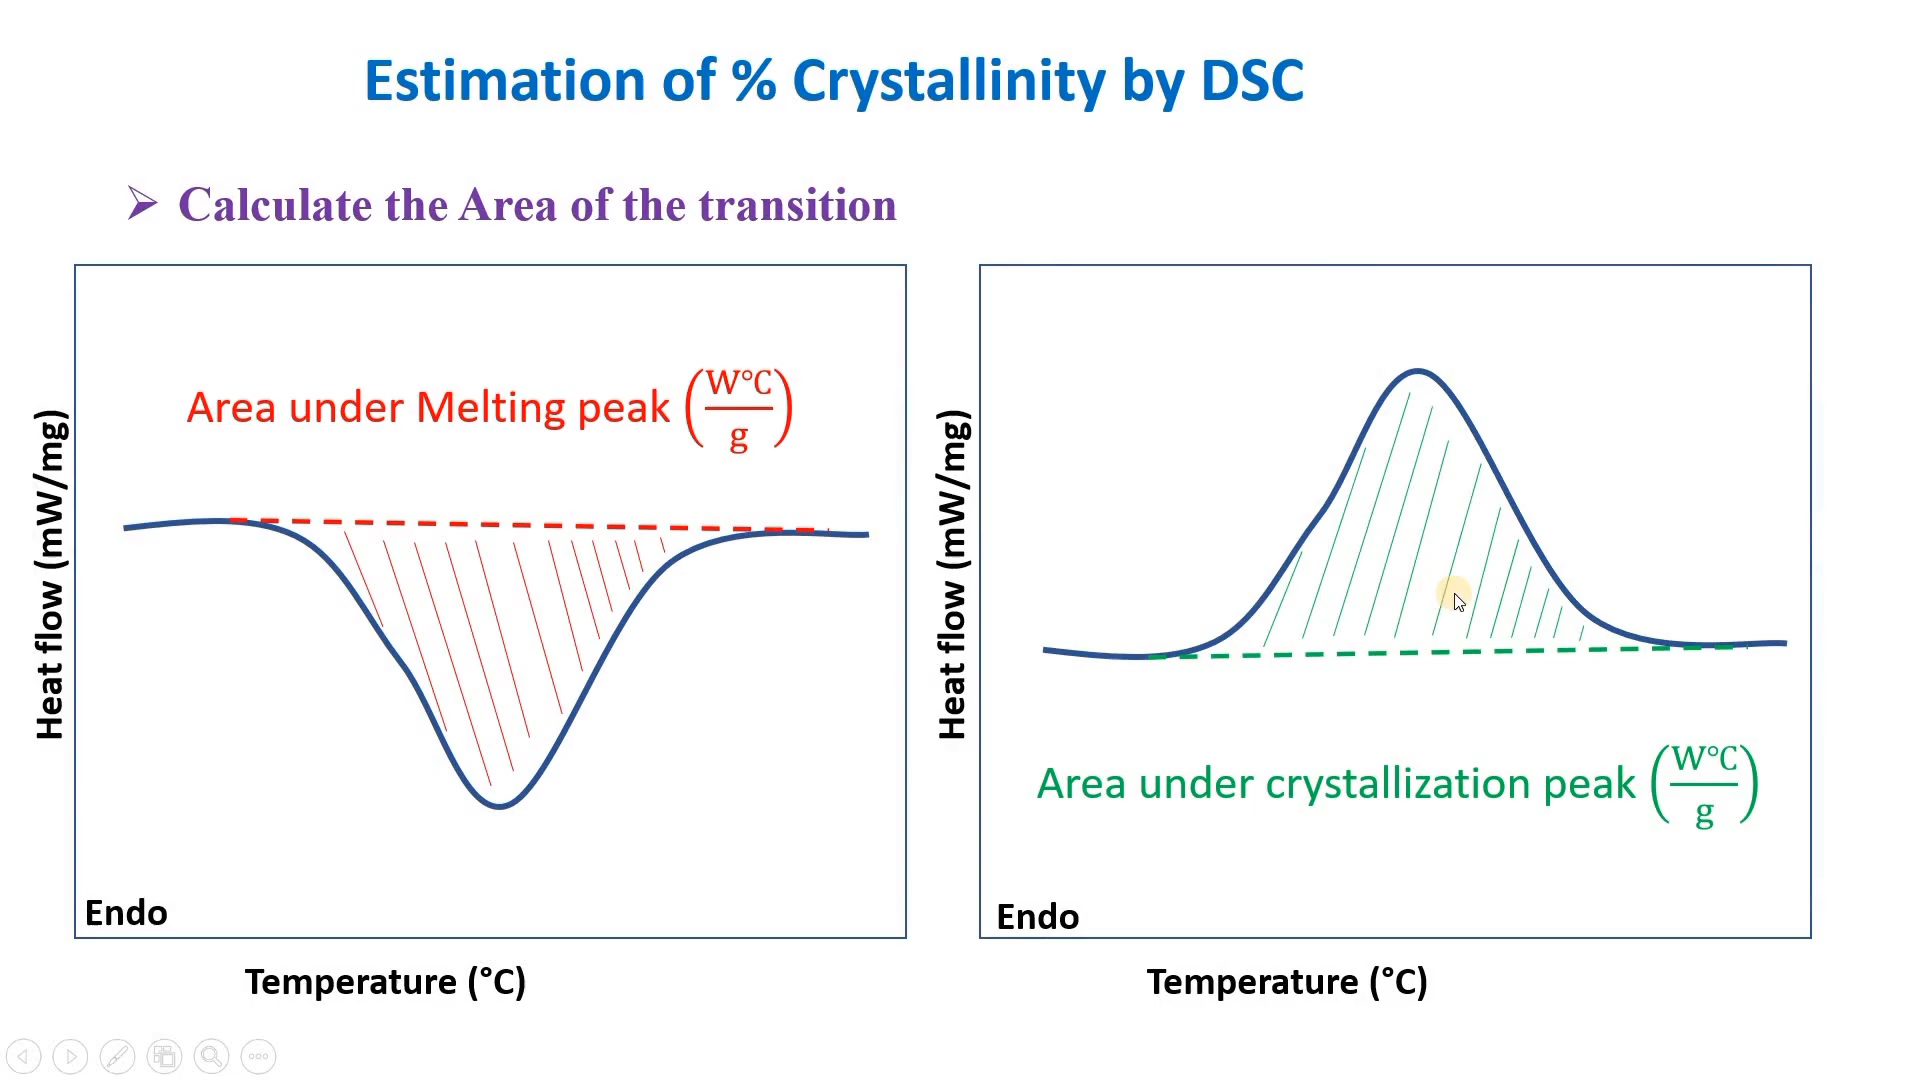 Estimation of % Crystallinity by DSC
➢ Calculate the Area of the transition
Heat flow (mW/mg)
Area under Melting peak (W°C/g)
Endo
Temperature (°C)
Heat flow (mW/mg)
Area under crystallization peak (W°C/g)
Endo
Temperature (°C)